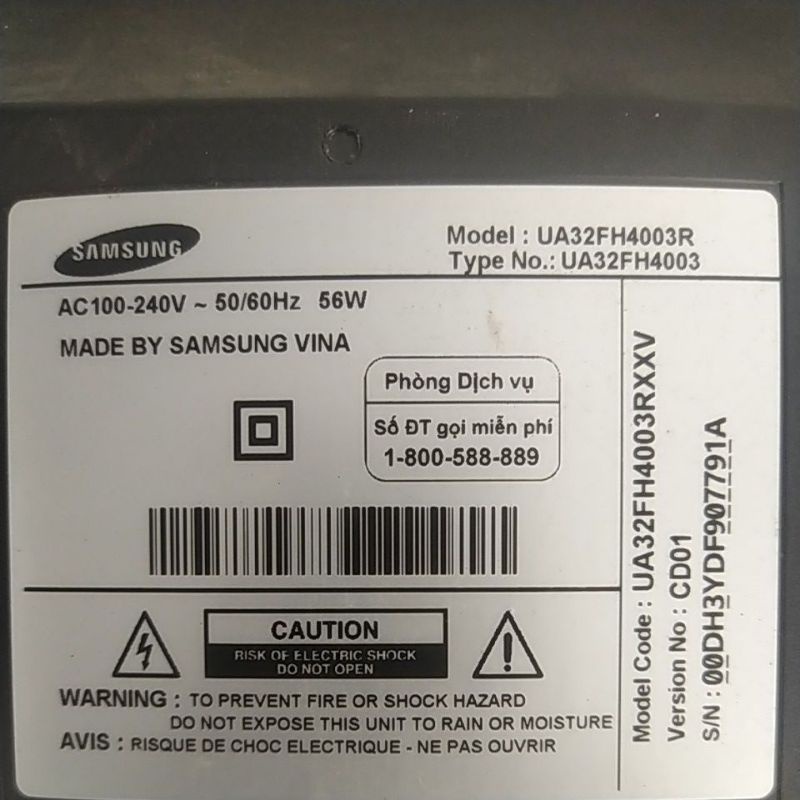 SAMSUNG
Model : UA32FH4003R
Type No.: UA32FH4003
AC100-240V ~ 50/60Hz 56W
MADE BY SAMSUNG VINA
Phòng Dịch vụ
Số ĐT gọi miễn phí
1-800-588-889
CAUTION
RISK OF ELECTRIC SHOCK
DO NOT OPEN
WARNING : TO PREVENT FIRE OR SHOCK HAZARD
DO NOT EXPOSE THIS UNIT TO RAIN OR MOISTURE
AVIS : RISQUE DE CHOC ELECTRIQUE - NE PAS OUVRIR
Model Code : UA32FH4003RXXV
Version No : CD01
S/N : 00DH3YDF907791A